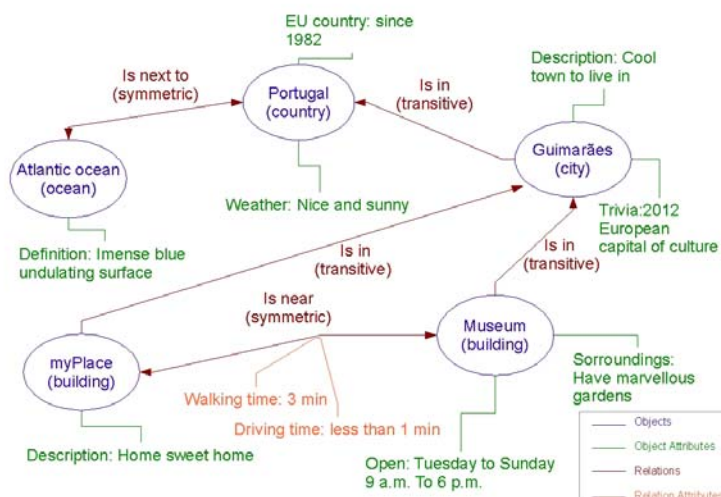 EU country: since
1982
Description: Cool
town to live in
Is next to
(symmetric)
Portugal
(country)
Is in
(transitive)
Guimarães
(city)
Atlantic ocean
(ocean)
Weather: Nice and sunny
Trivia:2012
European
capital of culture
Definition: Imense blue
undulating surface
Is in
(transitive)
Is in
(transitive)
Is near
(symmetric)
Museum
(building)
myPlace
(building)
Sorroundings:
Have marvellous
gardens
Walking time: 3 min
Driving time: less than 1 min
Description: Home sweet home
Open: Tuesday to Sunday
9 a.m. To 6 p.m.
Objects
Object Attributes
Relations
Relation Attributes